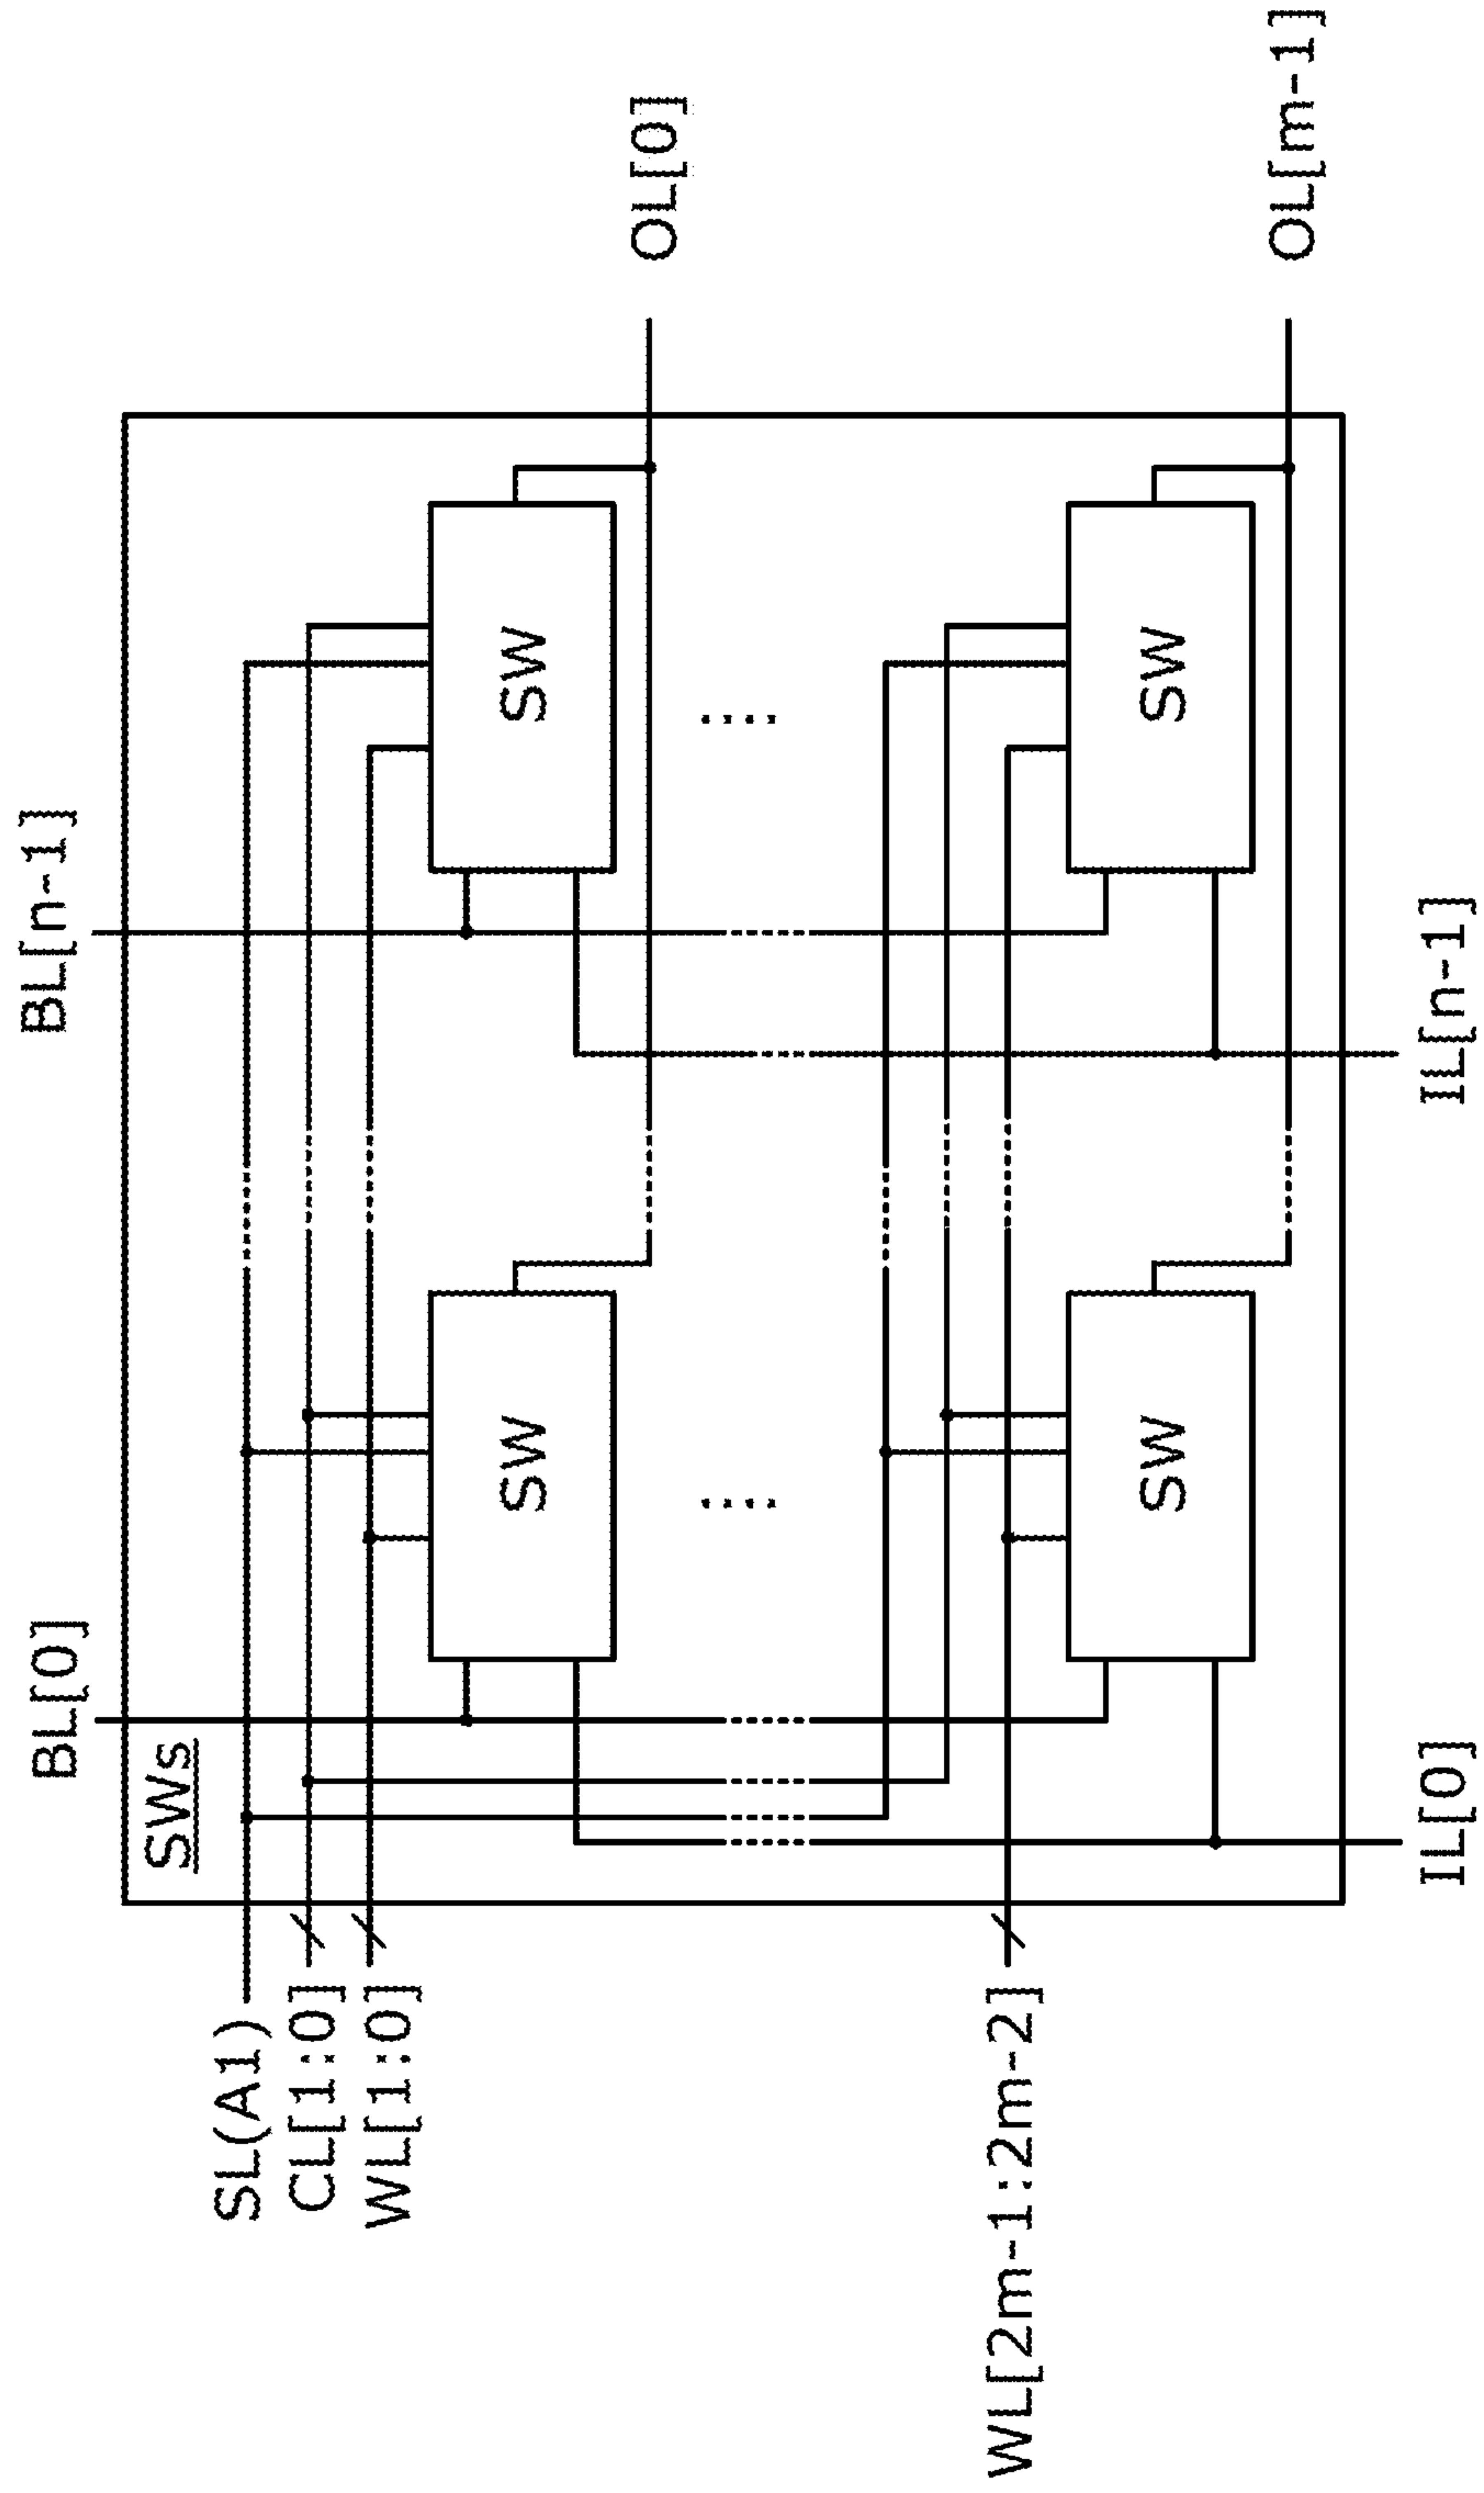 BL[0]
BL[n-1]
SWs
SL(A1)
CL[1:0]
WL[1:0]
SW
SW
OL[0]
WL[2m-1:2m-2]
SW
SW
OL[m-1]
IL[0]
IL[n-1]